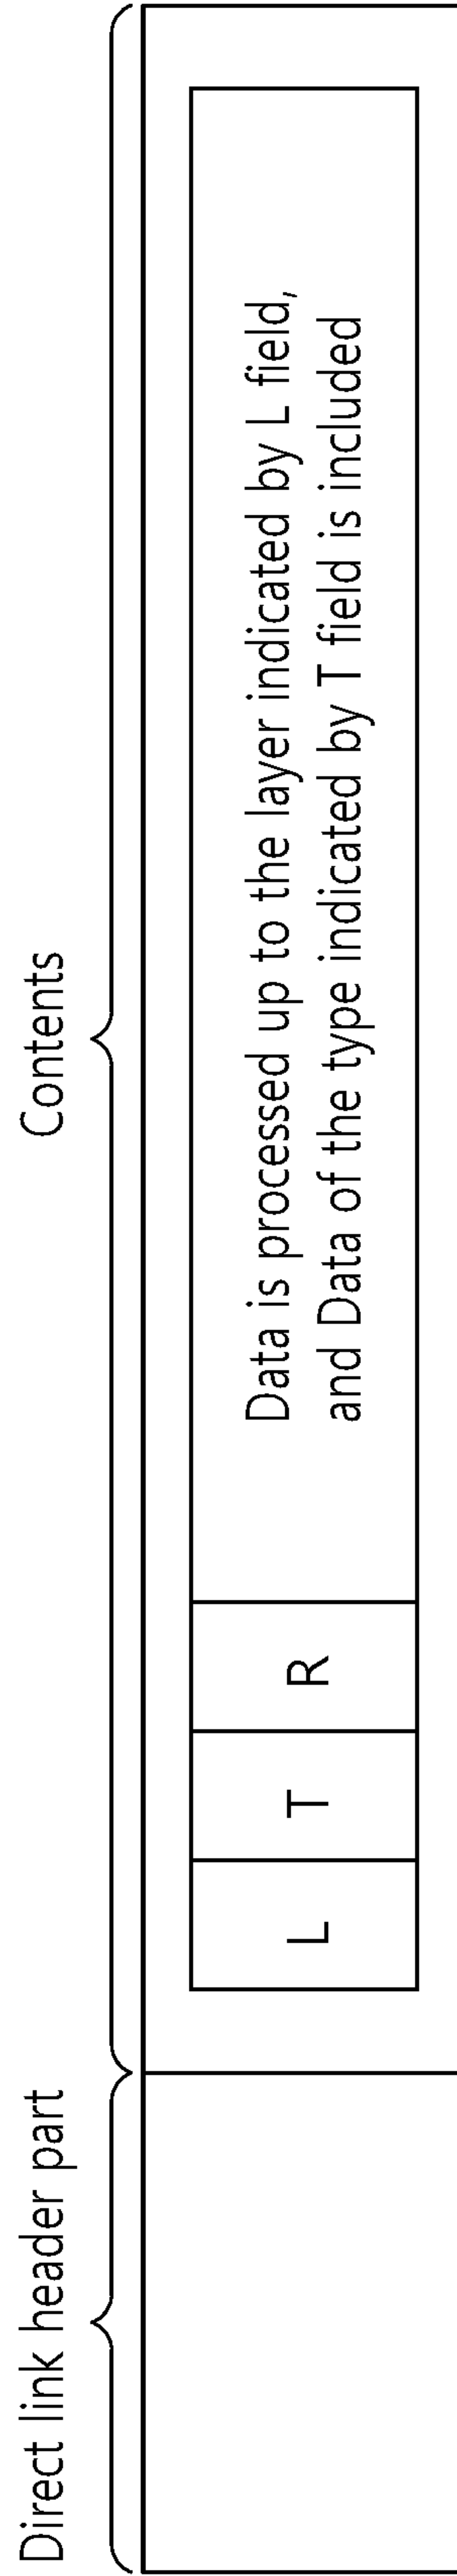 Direct link header part
Contents
L
T
R
Data is processed up to the layer indicated by L field,
and Data of the type indicated by T field is included